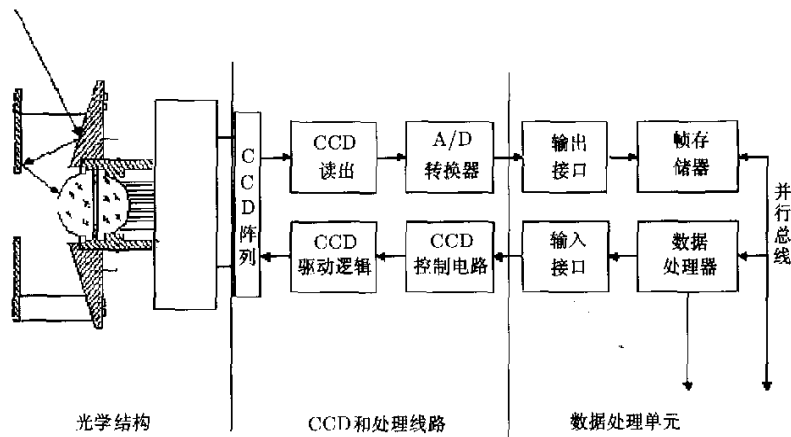 CCD阵列
CCD
读出
A/D
转换器
输出
接口
帧存
储器
CCD
驱动逻辑
CCD
控制电路
输入
接口
数据
处理器
并行总线
光学结构
CCD和处理线路
数据处理单元